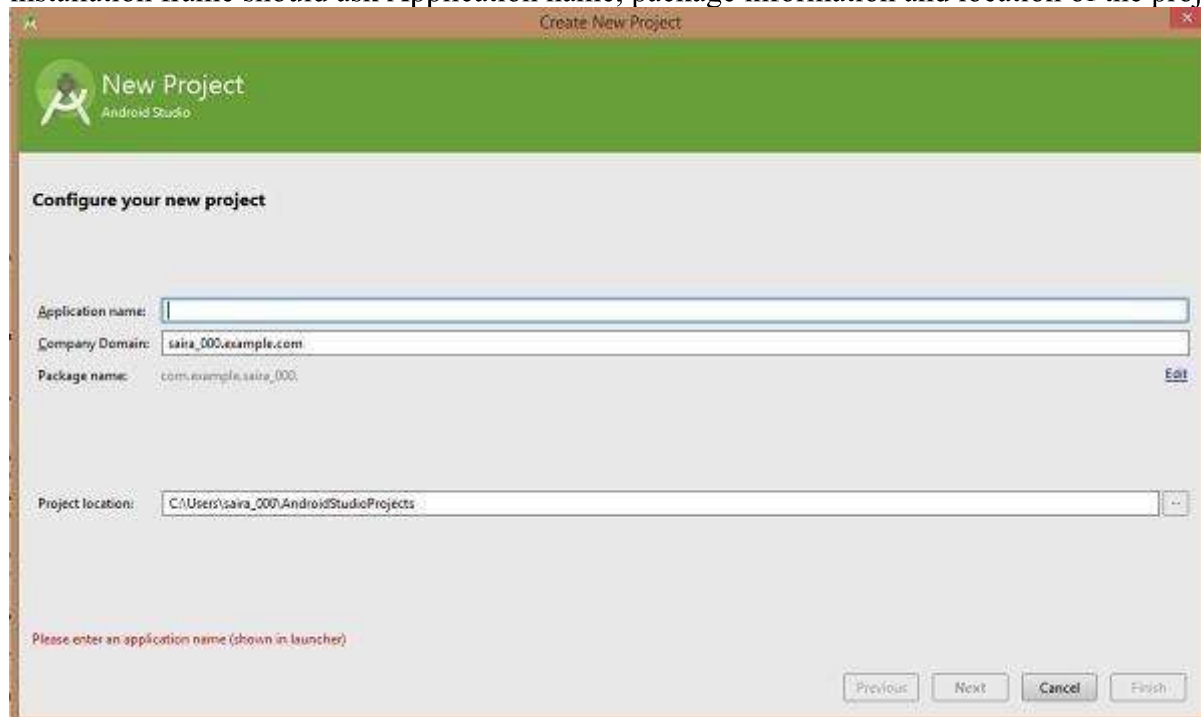 installation frame should ask Application name, package information and location of the proj
Create New Project
New Project
Android Studio
Configure your new project
Application name:
Company Domain: saira_000.example.com
Package name: com.example.saira_000. Edit
Project location: C:\Users\saira_000\AndroidStudioProjects ...
Please enter an application name (shown in launcher)
Previous Next Cancel Finish